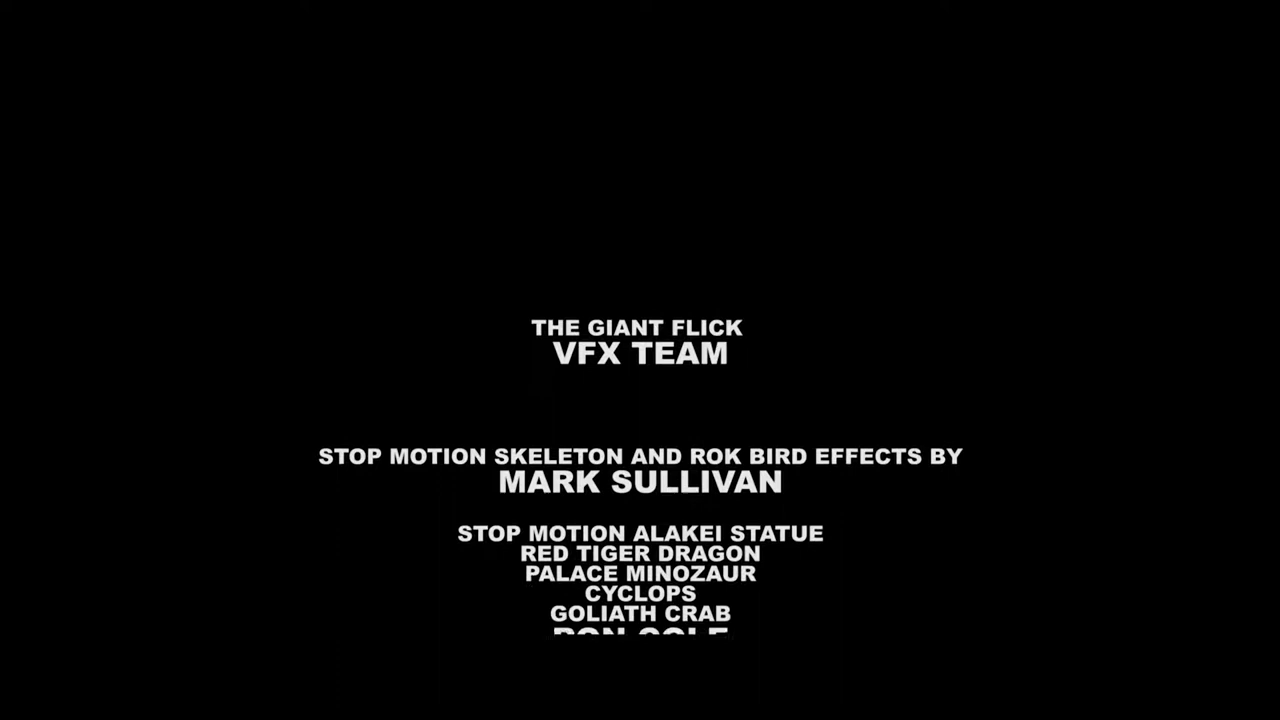 THE GIANT FLICK
VFX TEAM
STOP MOTION SKELETON AND ROK BIRD EFFECTS BY
MARK SULLIVAN
STOP MOTION ALAKEI STATUE
RED TIGER DRAGON
PALACE MINOZAUR
CYCLOPS
GOLIATH CRAB